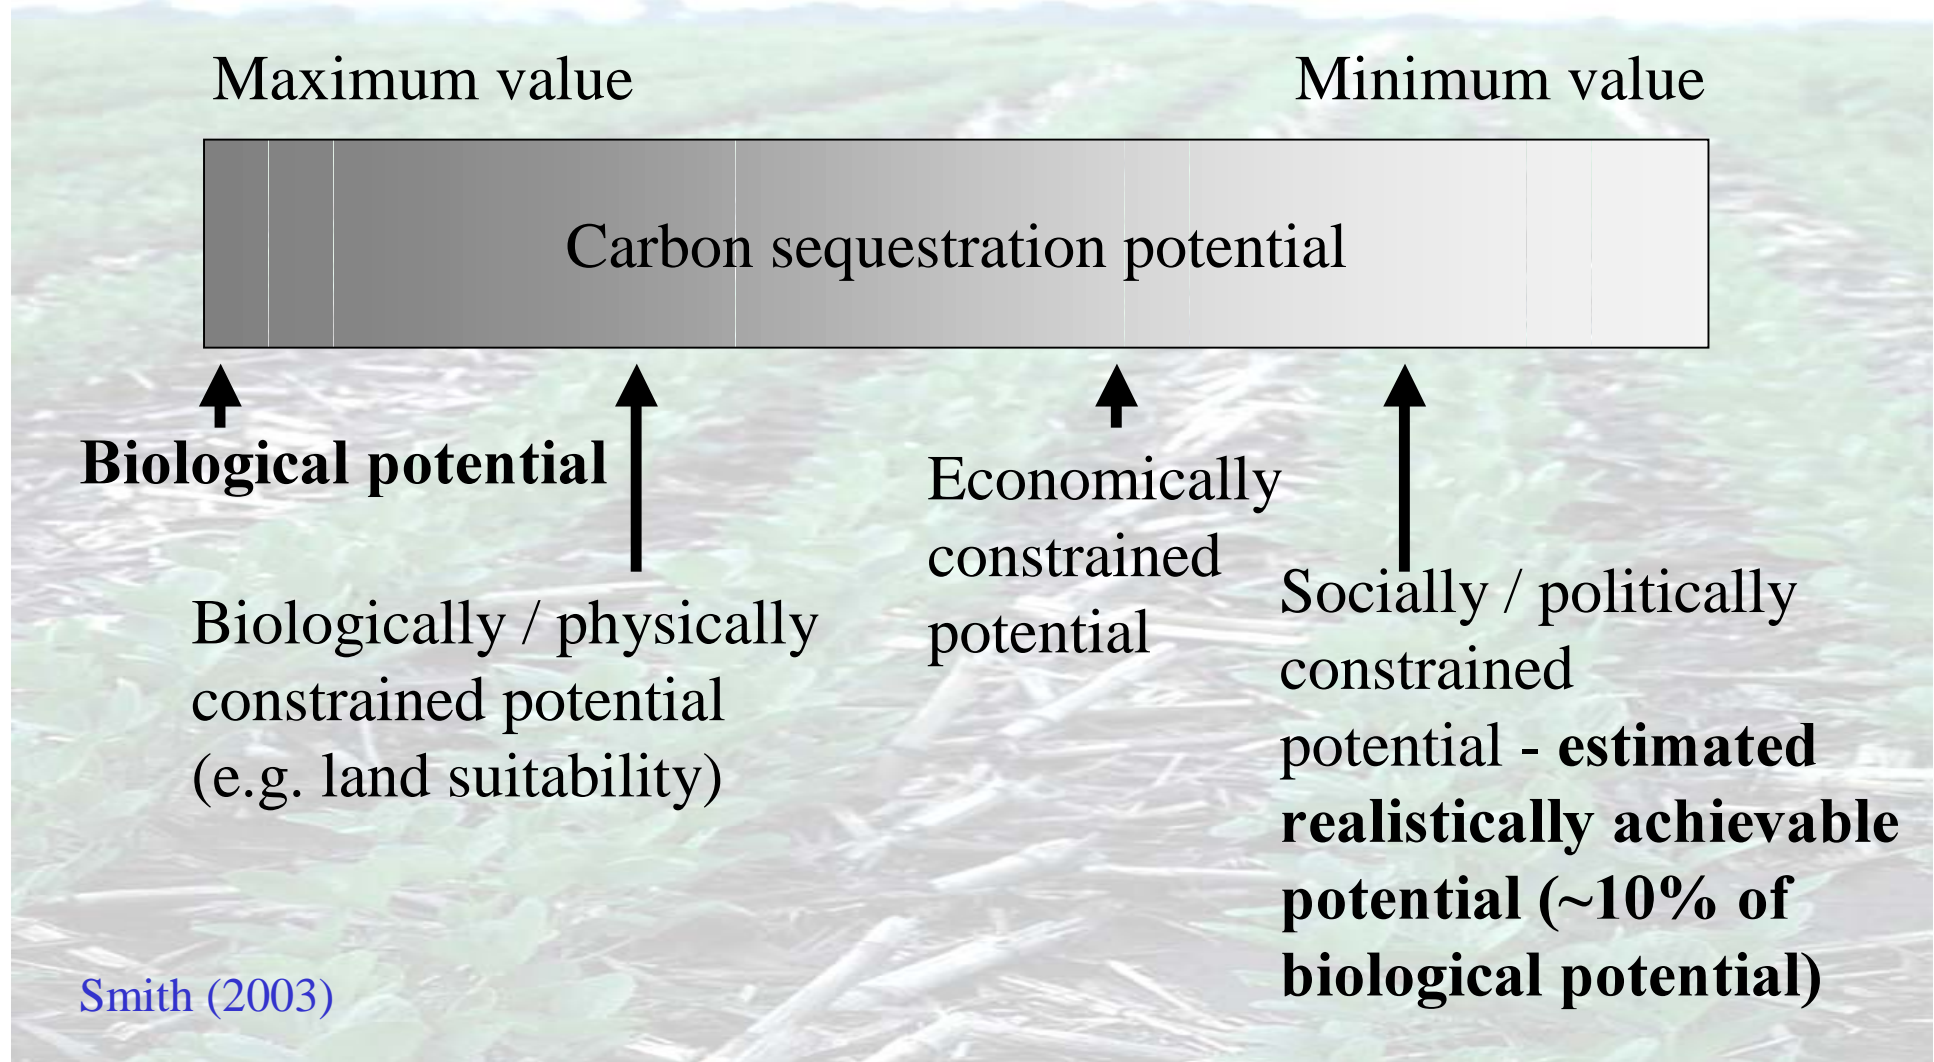 Maximum value
Minimum value
Carbon sequestration potential
Biological potential
Biologically / physically
constrained potential
(e.g. land suitability)
Economically
constrained
potential
Socially / politically
constrained
potential - estimated
realistically achievable
potential (~10% of
biological potential)
Smith (2003)